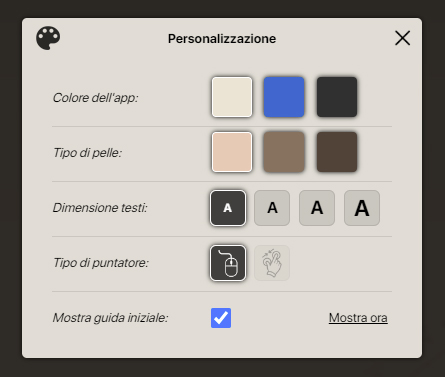 Personalizzazione
Colore dell'app:
Tipo di pelle:
Dimensione testi: A A A A
Tipo di puntatore:
Mostra guida iniziale: Mostra ora